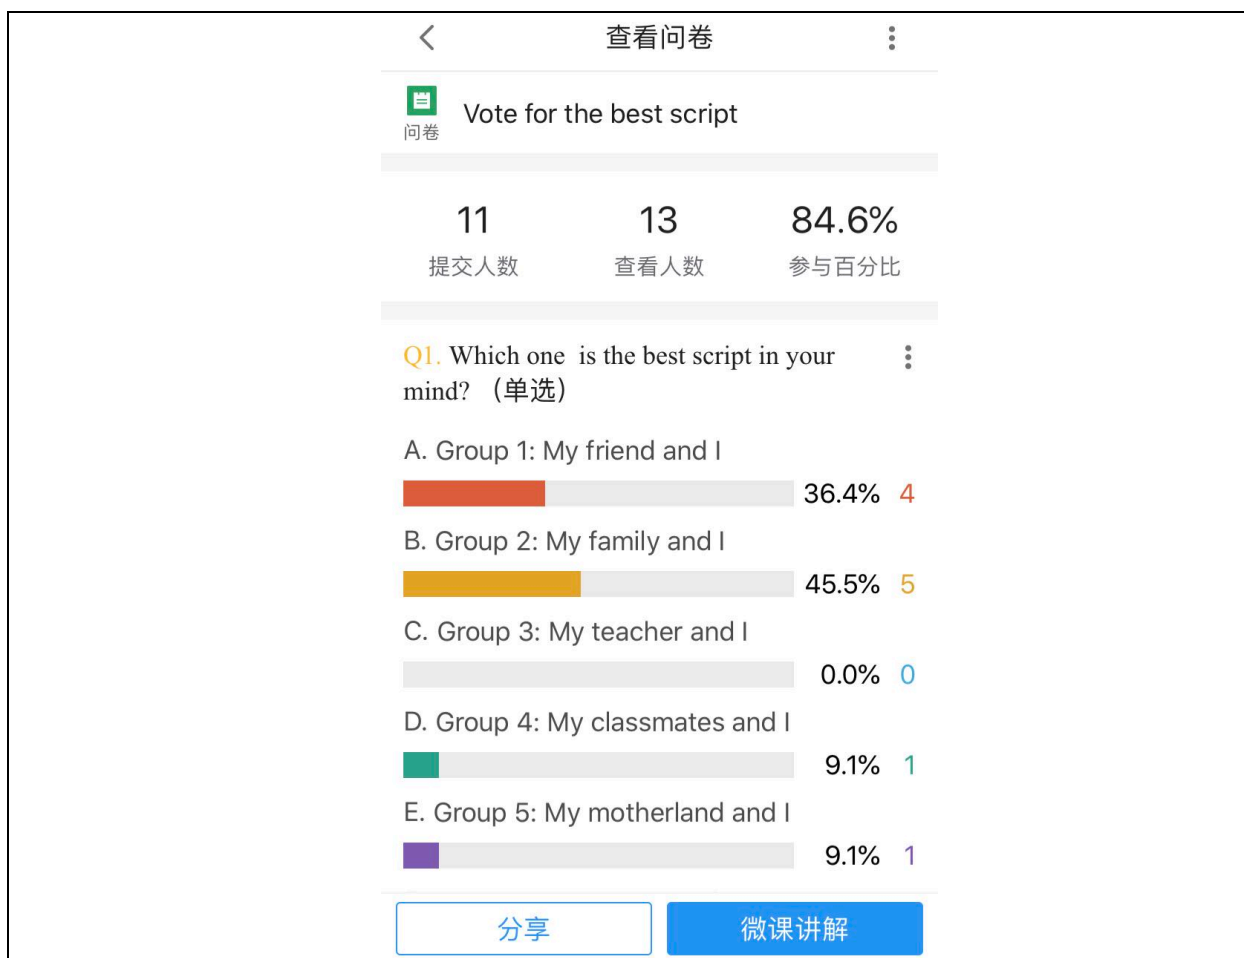 查看问卷
问卷
Vote for the best script
11 13 84.6%
提交人数 查看人数 参与百分比
Q1. Which one is the best script in your
mind? （单选）
A. Group 1: My friend and I
36.4% 4
B. Group 2: My family and I
45.5% 5
C. Group 3: My teacher and I
0.0% 0
D. Group 4: My classmates and I
9.1% 1
E. Group 5: My motherland and I
9.1% 1
分享 微课讲解